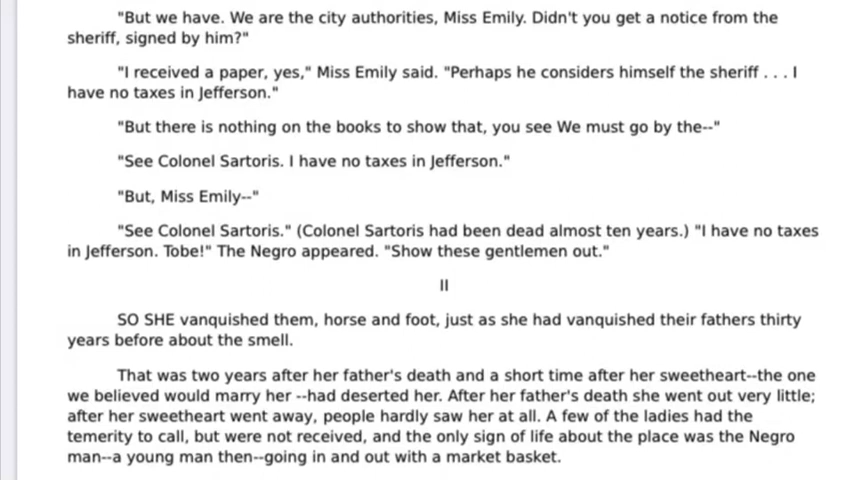 "But we have. We are the city authorities, Miss Emily. Didn't you get a notice from the
sheriff, signed by him?"
"I received a paper, yes," Miss Emily said. "Perhaps he considers himself the sheriff . . . I
have no taxes in Jefferson."
"But there is nothing on the books to show that, you see We must go by the--"
"See Colonel Sartoris. I have no taxes in Jefferson."
"But, Miss Emily--"
"See Colonel Sartoris." (Colonel Sartoris had been dead almost ten years.) "I have no taxes
in Jefferson. Tobe!" The Negro appeared. "Show these gentlemen out."
II
SO SHE vanquished them, horse and foot, just as she had vanquished their fathers thirty
years before about the smell.
That was two years after her father's death and a short time after her sweetheart--the one
we believed would marry her --had deserted her. After her father's death she went out very little;
after her sweetheart went away, people hardly saw her at all. A few of the ladies had the
temerity to call, but were not received, and the only sign of life about the place was the Negro
man--a young man then--going in and out with a market basket.